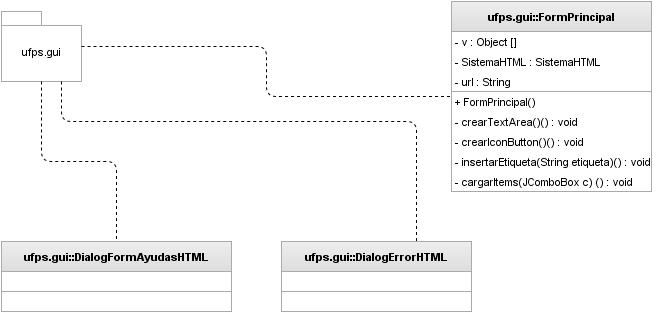 ufps.gui
ufps.gui::FormPrincipal
- v : Object []
- SistemaHTML : SistemaHTML
- url : String
+ FormPrincipal()
- crearTextArea()() : void
- crearIconButton()() : void
- insertarEtiqueta(String etiqueta)() : void
- cargarItems(JComboBox c) () : void
ufps.gui::DialogFormAyudasHTML
ufps.gui::DialogErrorHTML